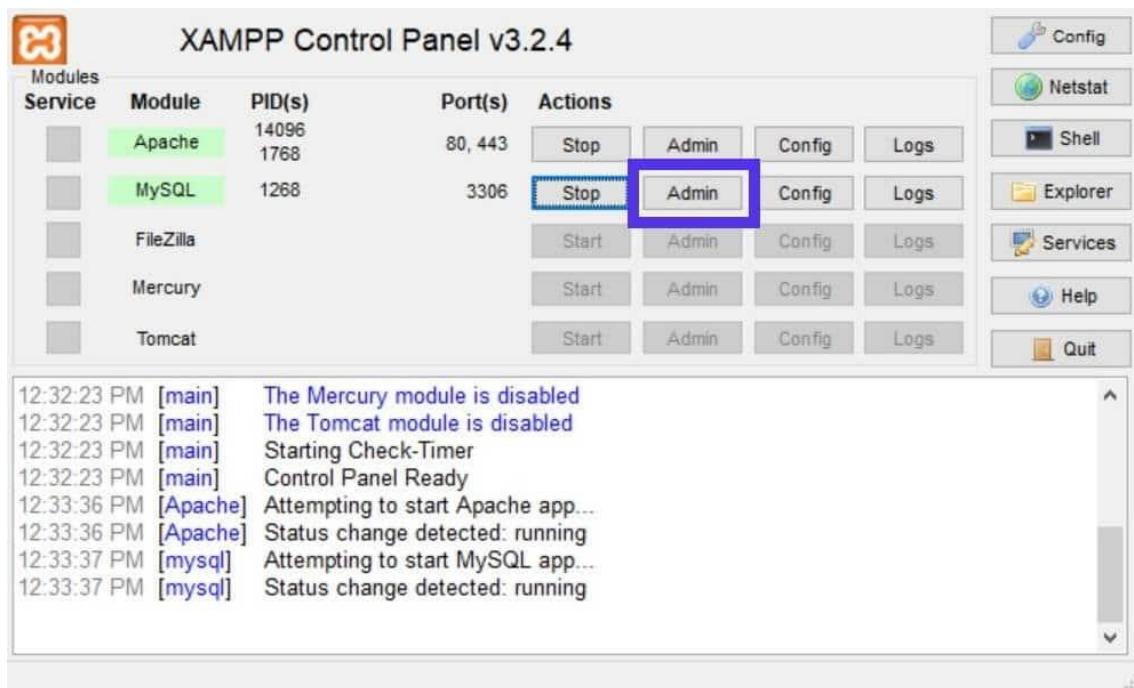 XAMPP Control Panel v3.2.4
Config
Modules
Netstat
Service Module PID(s) Port(s) Actions
Apache 14096 1768 80, 443 Stop Admin Config Logs
Shell
MySQL 1268 3306 Stop Admin Config Logs
Explorer
FileZilla Start Admin Config Logs
Services
Mercury Start Admin Config Logs
Help
Tomcat Start Admin Config Logs
Quit
12:32:23 PM [main] The Mercury module is disabled
12:32:23 PM [main] The Tomcat module is disabled
12:32:23 PM [main] Starting Check-Timer
12:32:23 PM [main] Control Panel Ready
12:33:36 PM [Apache] Attempting to start Apache app...
12:33:36 PM [Apache] Status change detected: running
12:33:37 PM [mysql] Attempting to start MySQL app...
12:33:37 PM [mysql] Status change detected: running